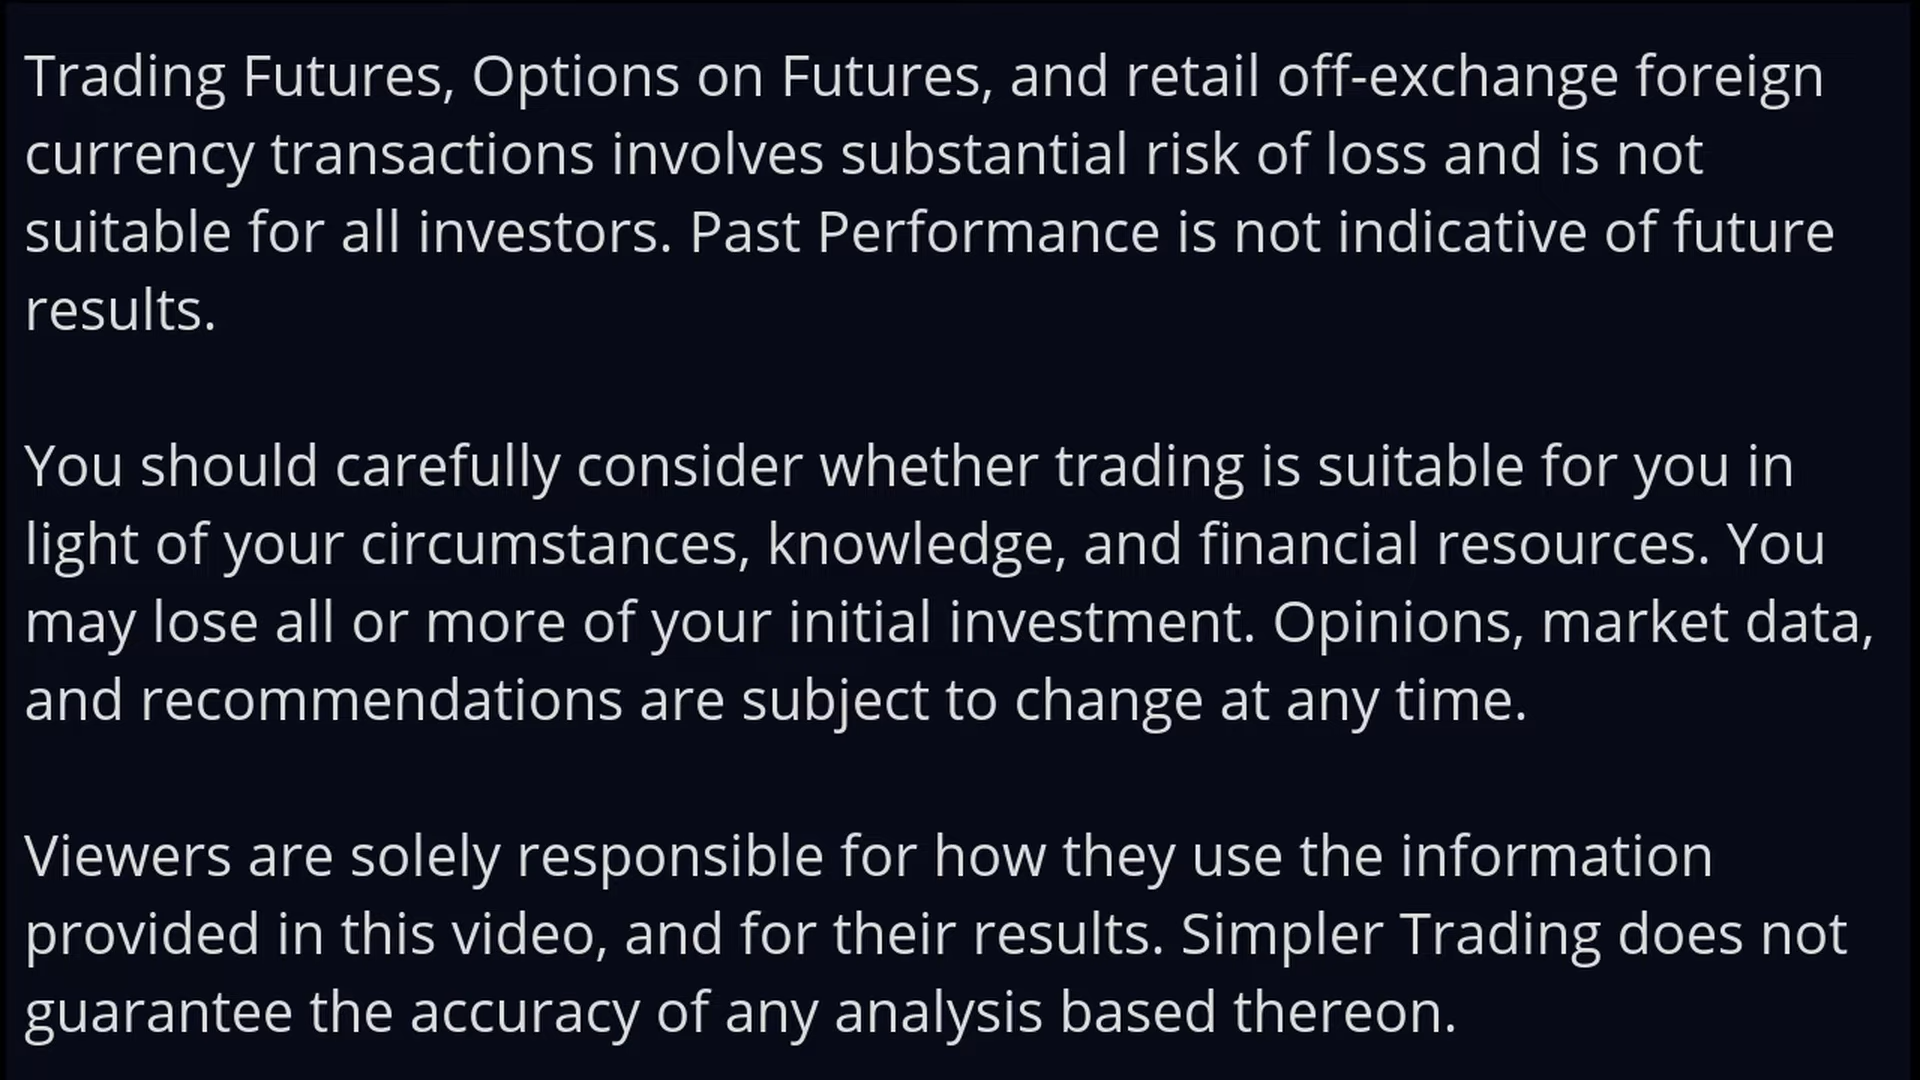 Trading Futures, Options on Futures, and retail off-exchange foreign
currency transactions involves substantial risk of loss and is not
suitable for all investors. Past Performance is not indicative of future
results.
You should carefully consider whether trading is suitable for you in
light of your circumstances, knowledge, and financial resources. You
may lose all or more of your initial investment. Opinions, market data,
and recommendations are subject to change at any time.
Viewers are solely responsible for how they use the information
provided in this video, and for their results. Simpler Trading does not
guarantee the accuracy of any analysis based thereon.